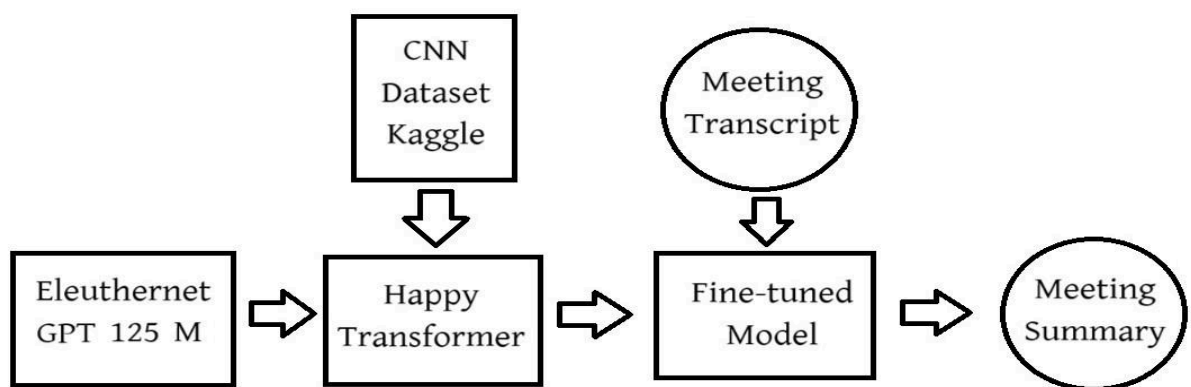 CNN
Dataset
Kaggle
Meeting
Transcript
Eleuthernet
GPT 125 M
Happy
Transformer
Fine-tuned
Model
Meeting
Summary